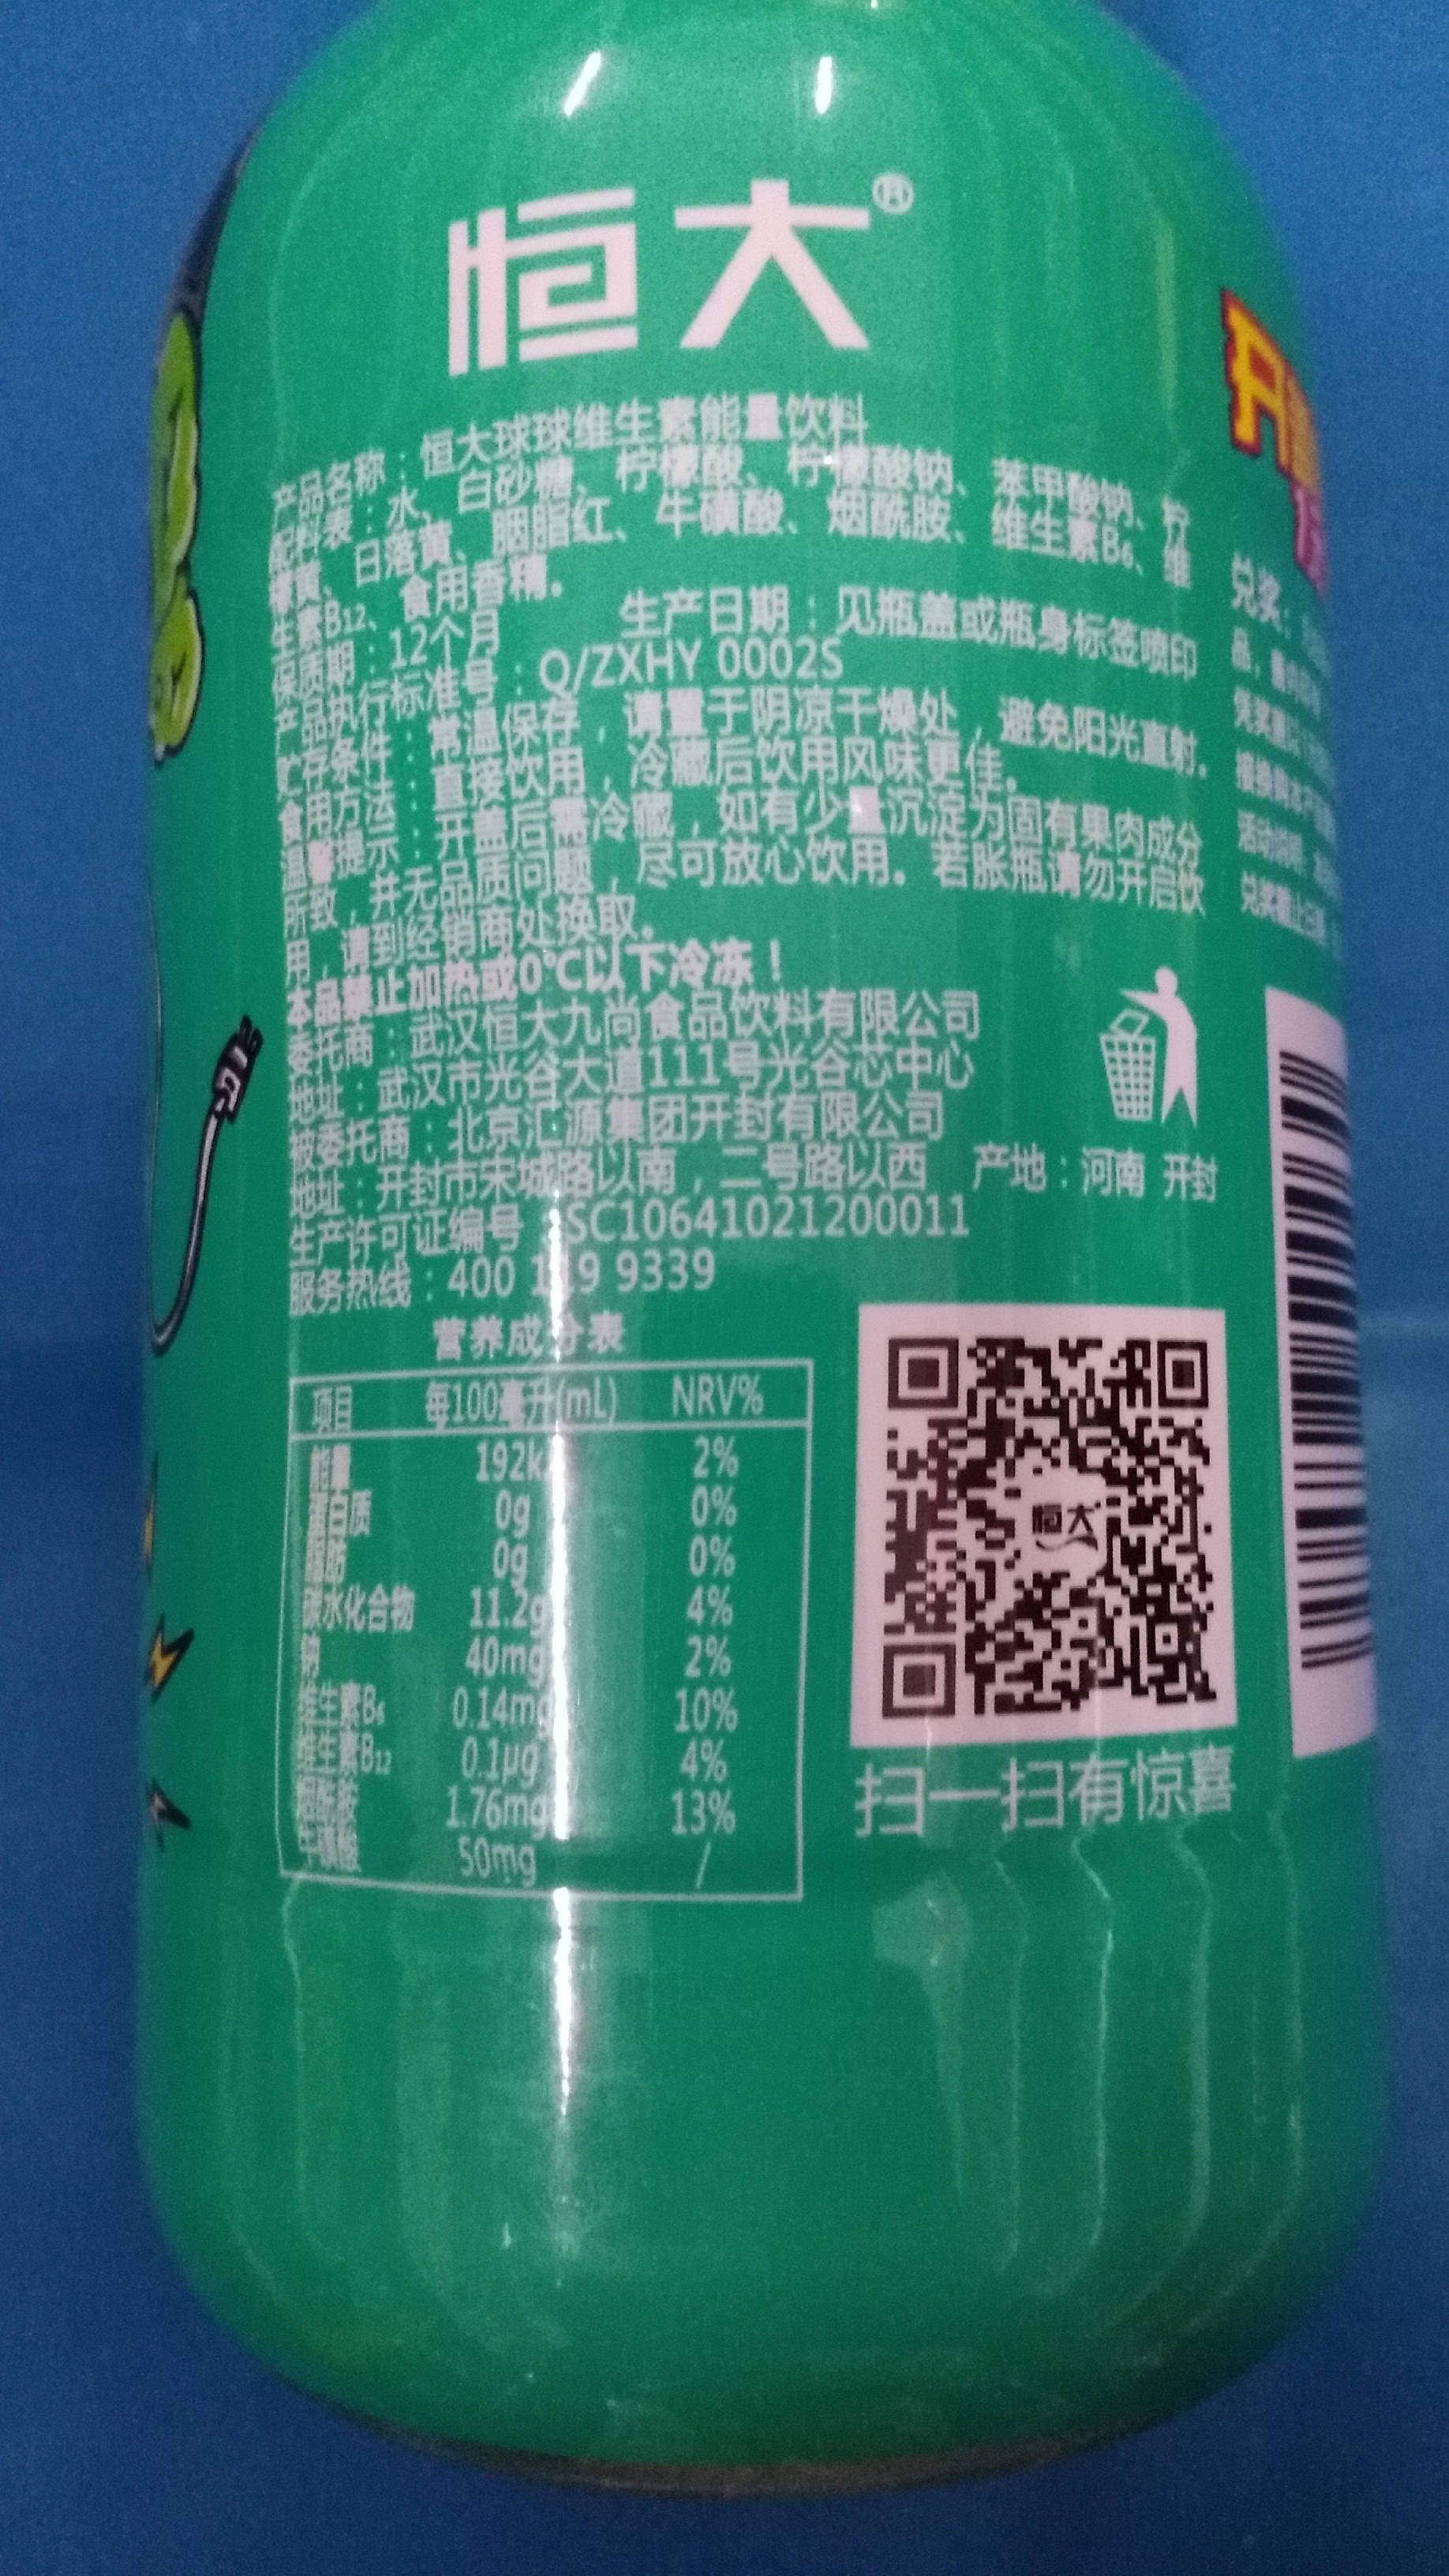 恒大®
产品名称：恒大球球维生素能量饮料
配料表：水、白砂糖、柠檬酸、柠檬酸钠、苯甲酸钠、柠
檬黄、日落黄、胭脂红、牛磺酸、烟酰胺、维生素B₆、维
生素B₁₂、食用香精。
保质期：12个月 生产日期：见瓶盖或瓶身标签喷印
产品执行标准号：Q/ZXHY 0002S
贮存条件：常温保存，请置于阴凉干燥处，避免阳光直射。
食用方法：直接饮用，冷藏后饮用风味更佳。
温馨提示：开盖后需冷藏，如有少量沉淀为固有果肉成分
所致，并无品质问题，尽可放心饮用。若胀瓶请勿开启饮
用，请到经销商处换取。
本品禁止加热或0℃以下冷冻！
委托商：武汉恒大九尚食品饮料有限公司
地址：武汉市光谷大道111号光谷芯中心
被委托商：北京汇源集团开封有限公司
地址：开封市宋城路以南，二号路以西 产地：河南 开封
生产许可证编号：SC10641021200011
服务热线：400 119 9339
营养成分表
项目 每100毫升(mL) NRV%
能量 192kJ 2%
蛋白质 0g 0%
脂肪 0g 0%
碳水化合物 11.2g 4%
钠 40mg 2%
维生素B₆ 0.14mg 10%
维生素B₁₂ 0.1μg 4%
烟酰胺 1.76mg 13%
牛磺酸 50mg /
恒大
扫一扫有惊喜
兑奖：
品，
兑奖截止日期